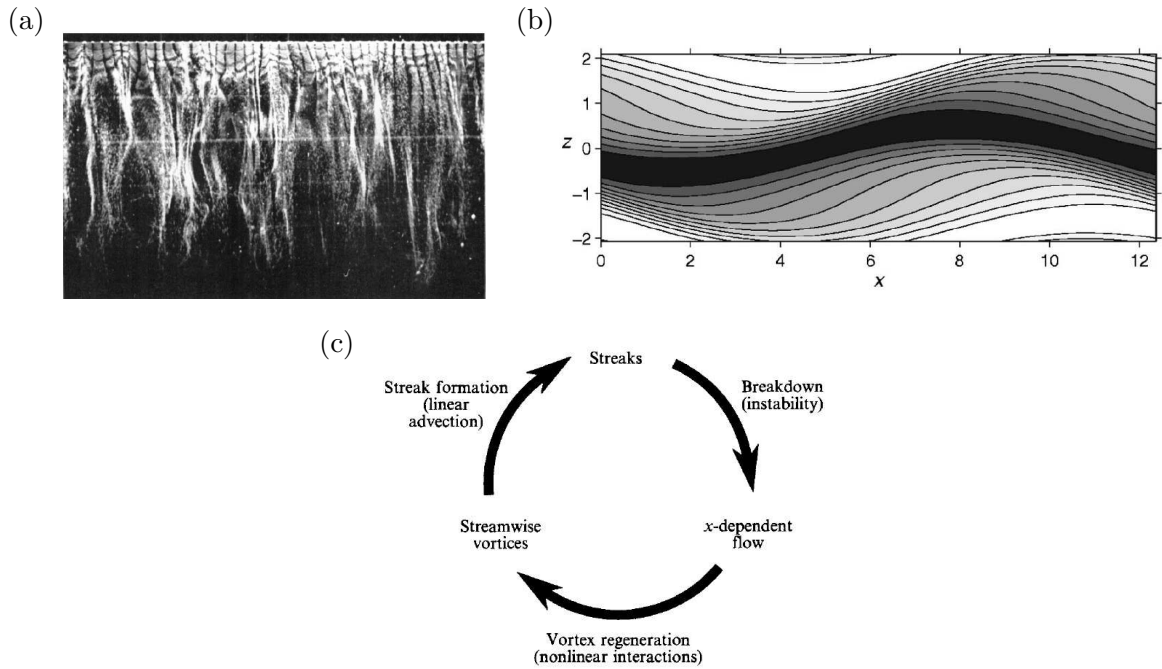 (a)
(b)
2
1
z 0
−1
−2
0 2 4 6 8 10 12
x
(c)
Streaks
Streak formation
(linear
advection)
Breakdown
(instability)
Streamwise
vortices
x-dependent
flow
Vortex regeneration
(nonlinear interactions)